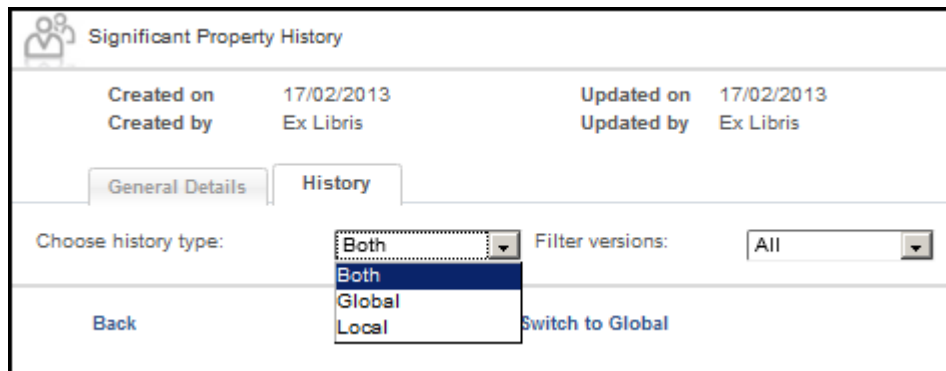 Significant Property History
Created on 17/02/2013 Updated on 17/02/2013
Created by Ex Libris Updated by Ex Libris
General Details History
Choose history type: Both Filter versions: All
Both
Global
Local
Back Switch to Global